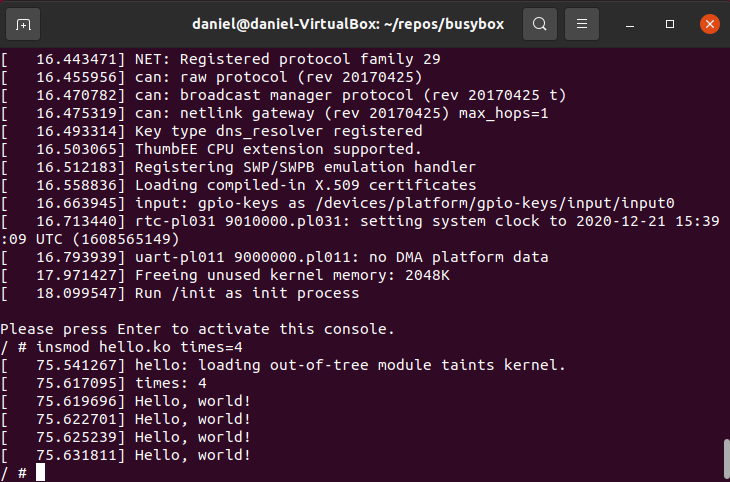 daniel@daniel-VirtualBox: ~/repos/busybox
[   16.443471] NET: Registered protocol family 29
[   16.455956] can: raw protocol (rev 20170425)
[   16.470782] can: broadcast manager protocol (rev 20170425 t)
[   16.475319] can: netlink gateway (rev 20170425) max_hops=1
[   16.493314] Key type dns_resolver registered
[   16.503065] ThumbEE CPU extension supported.
[   16.512183] Registering SWP/SWPB emulation handler
[   16.558836] Loading compiled-in X.509 certificates
[   16.663945] input: gpio-keys as /devices/platform/gpio-keys/input/input0
[   16.713440] rtc-pl031 9010000.pl031: setting system clock to 2020-12-21 15:39
:09 UTC (1608565149)
[   16.793939] uart-pl011 9000000.pl011: no DMA platform data
[   17.971427] Freeing unused kernel memory: 2048K
[   18.099547] Run /init as init process
Please press Enter to activate this console.
/ # insmod hello.ko times=4
[   75.541267] hello: loading out-of-tree module taints kernel.
[   75.617095] times: 4
[   75.619696] Hello, world!
[   75.622701] Hello, world!
[   75.625239] Hello, world!
[   75.631811] Hello, world!
/ #